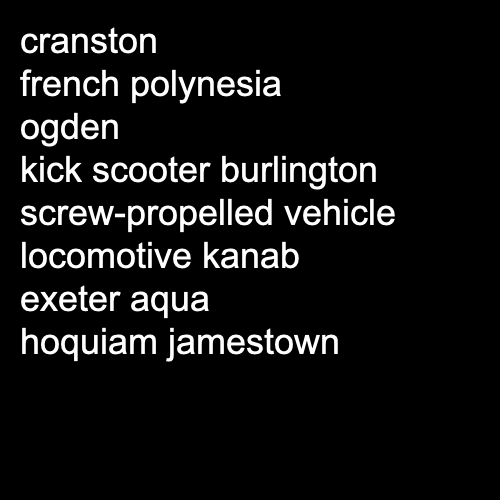 cranston
french polynesia
ogden
kick scooter burlington
screw-propelled vehicle
locomotive kanab
exeter aqua
hoquiam jamestown